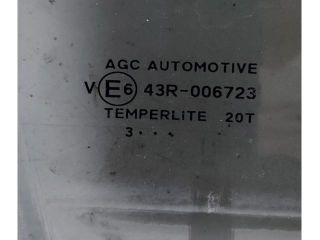 AGC AUTOMOTIVE
V E6 43R-006723
TEMPERLITE 20T
3 • • • •